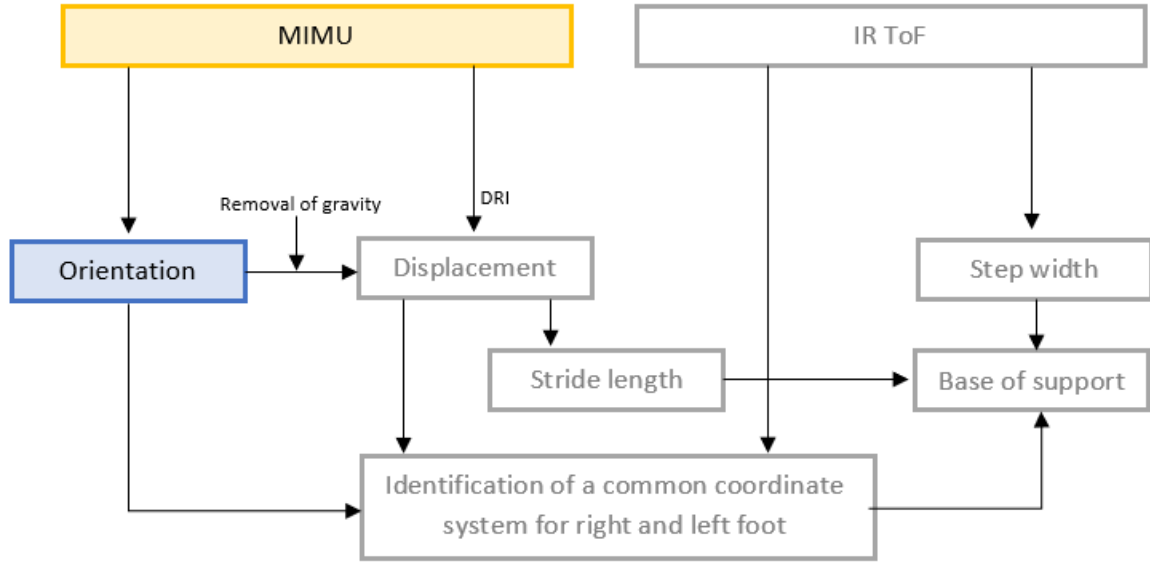 MIMU
IR ToF
Removal of gravity
DRI
Orientation
Displacement
Step width
Stride length
Base of support
Identification of a common coordinate
system for right and left foot